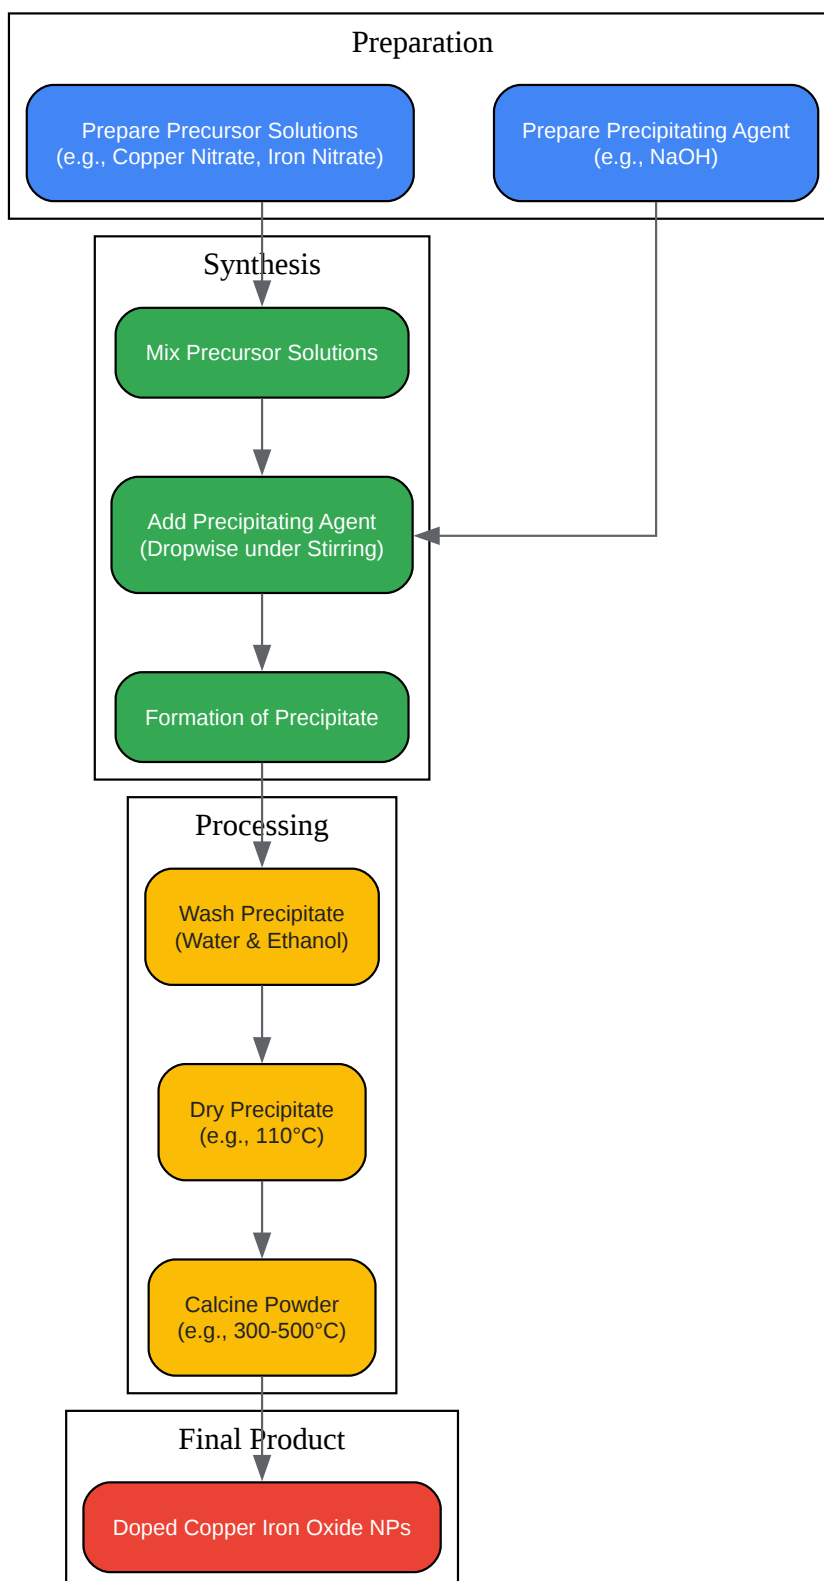 Preparation
Prepare Precursor Solutions
(e.g., Copper Nitrate, Iron Nitrate)
Prepare Precipitating Agent
(e.g., NaOH)
Synthesis
Mix Precursor Solutions
Add Precipitating Agent
(Dropwise under Stirring)
Formation of Precipitate
Processing
Wash Precipitate
(Water & Ethanol)
Dry Precipitate
(e.g., 110°C)
Calcine Powder
(e.g., 300-500°C)
Final Product
Doped Copper Iron Oxide NPs